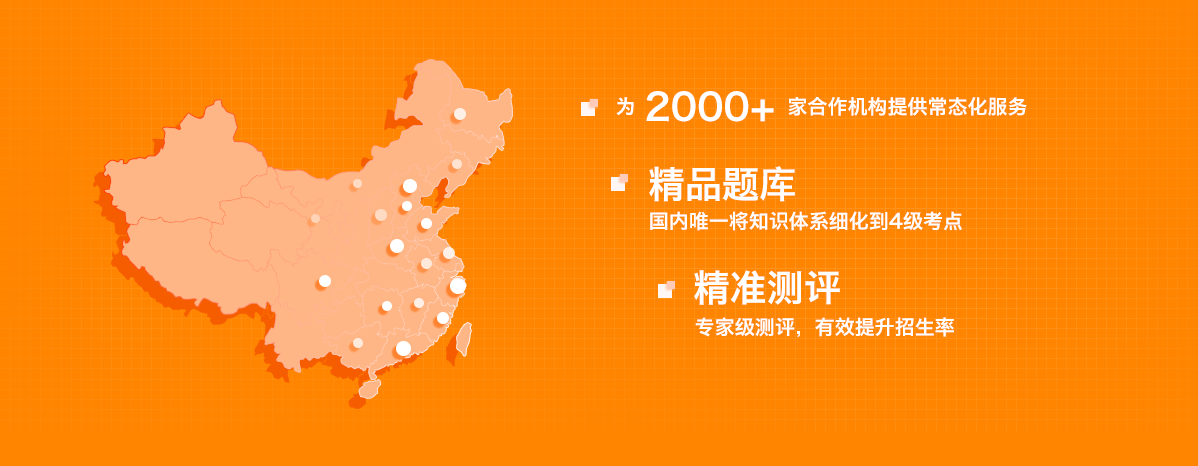 为 2000+ 家合作机构提供常态化服务
精品题库
国内唯一将知识体系细化到4级考点
精准测评
专家级测评，有效提升招生率